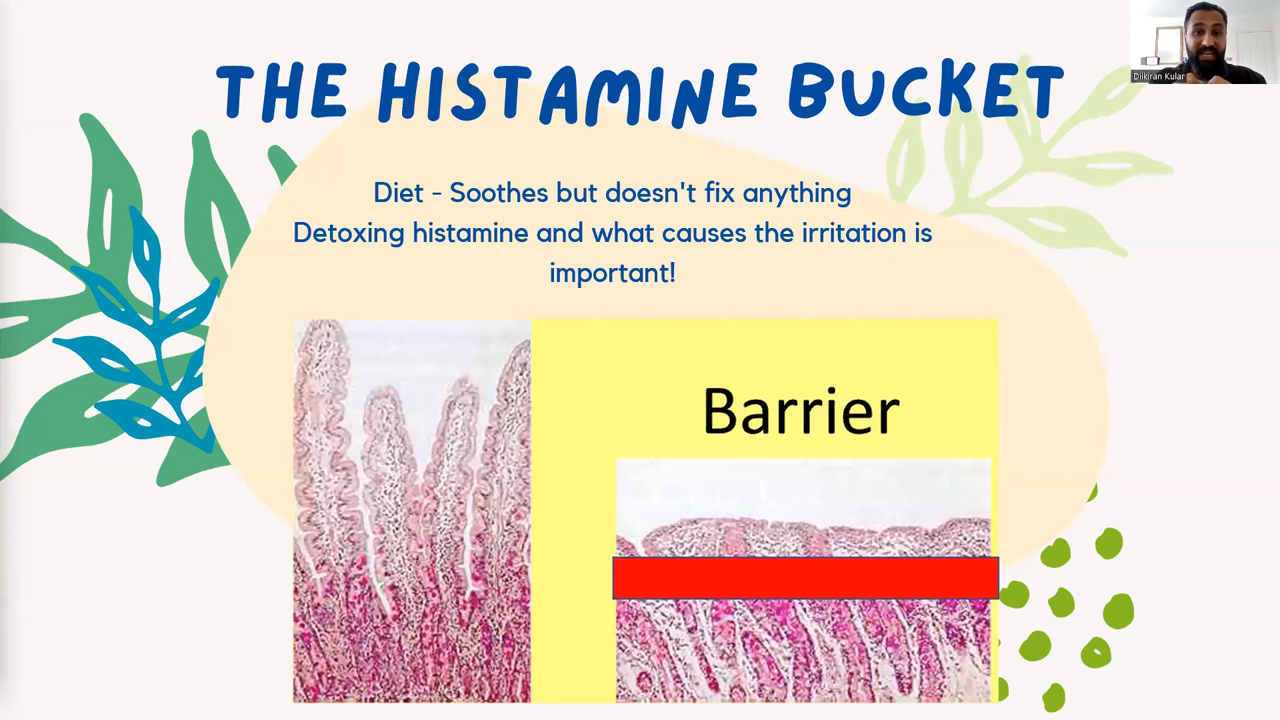 THE HISTAMINE BUCKET
Dilkiran Kular
Diet - Soothes but doesn't fix anything
Detoxing histamine and what causes the irritation is
important!
Barrier